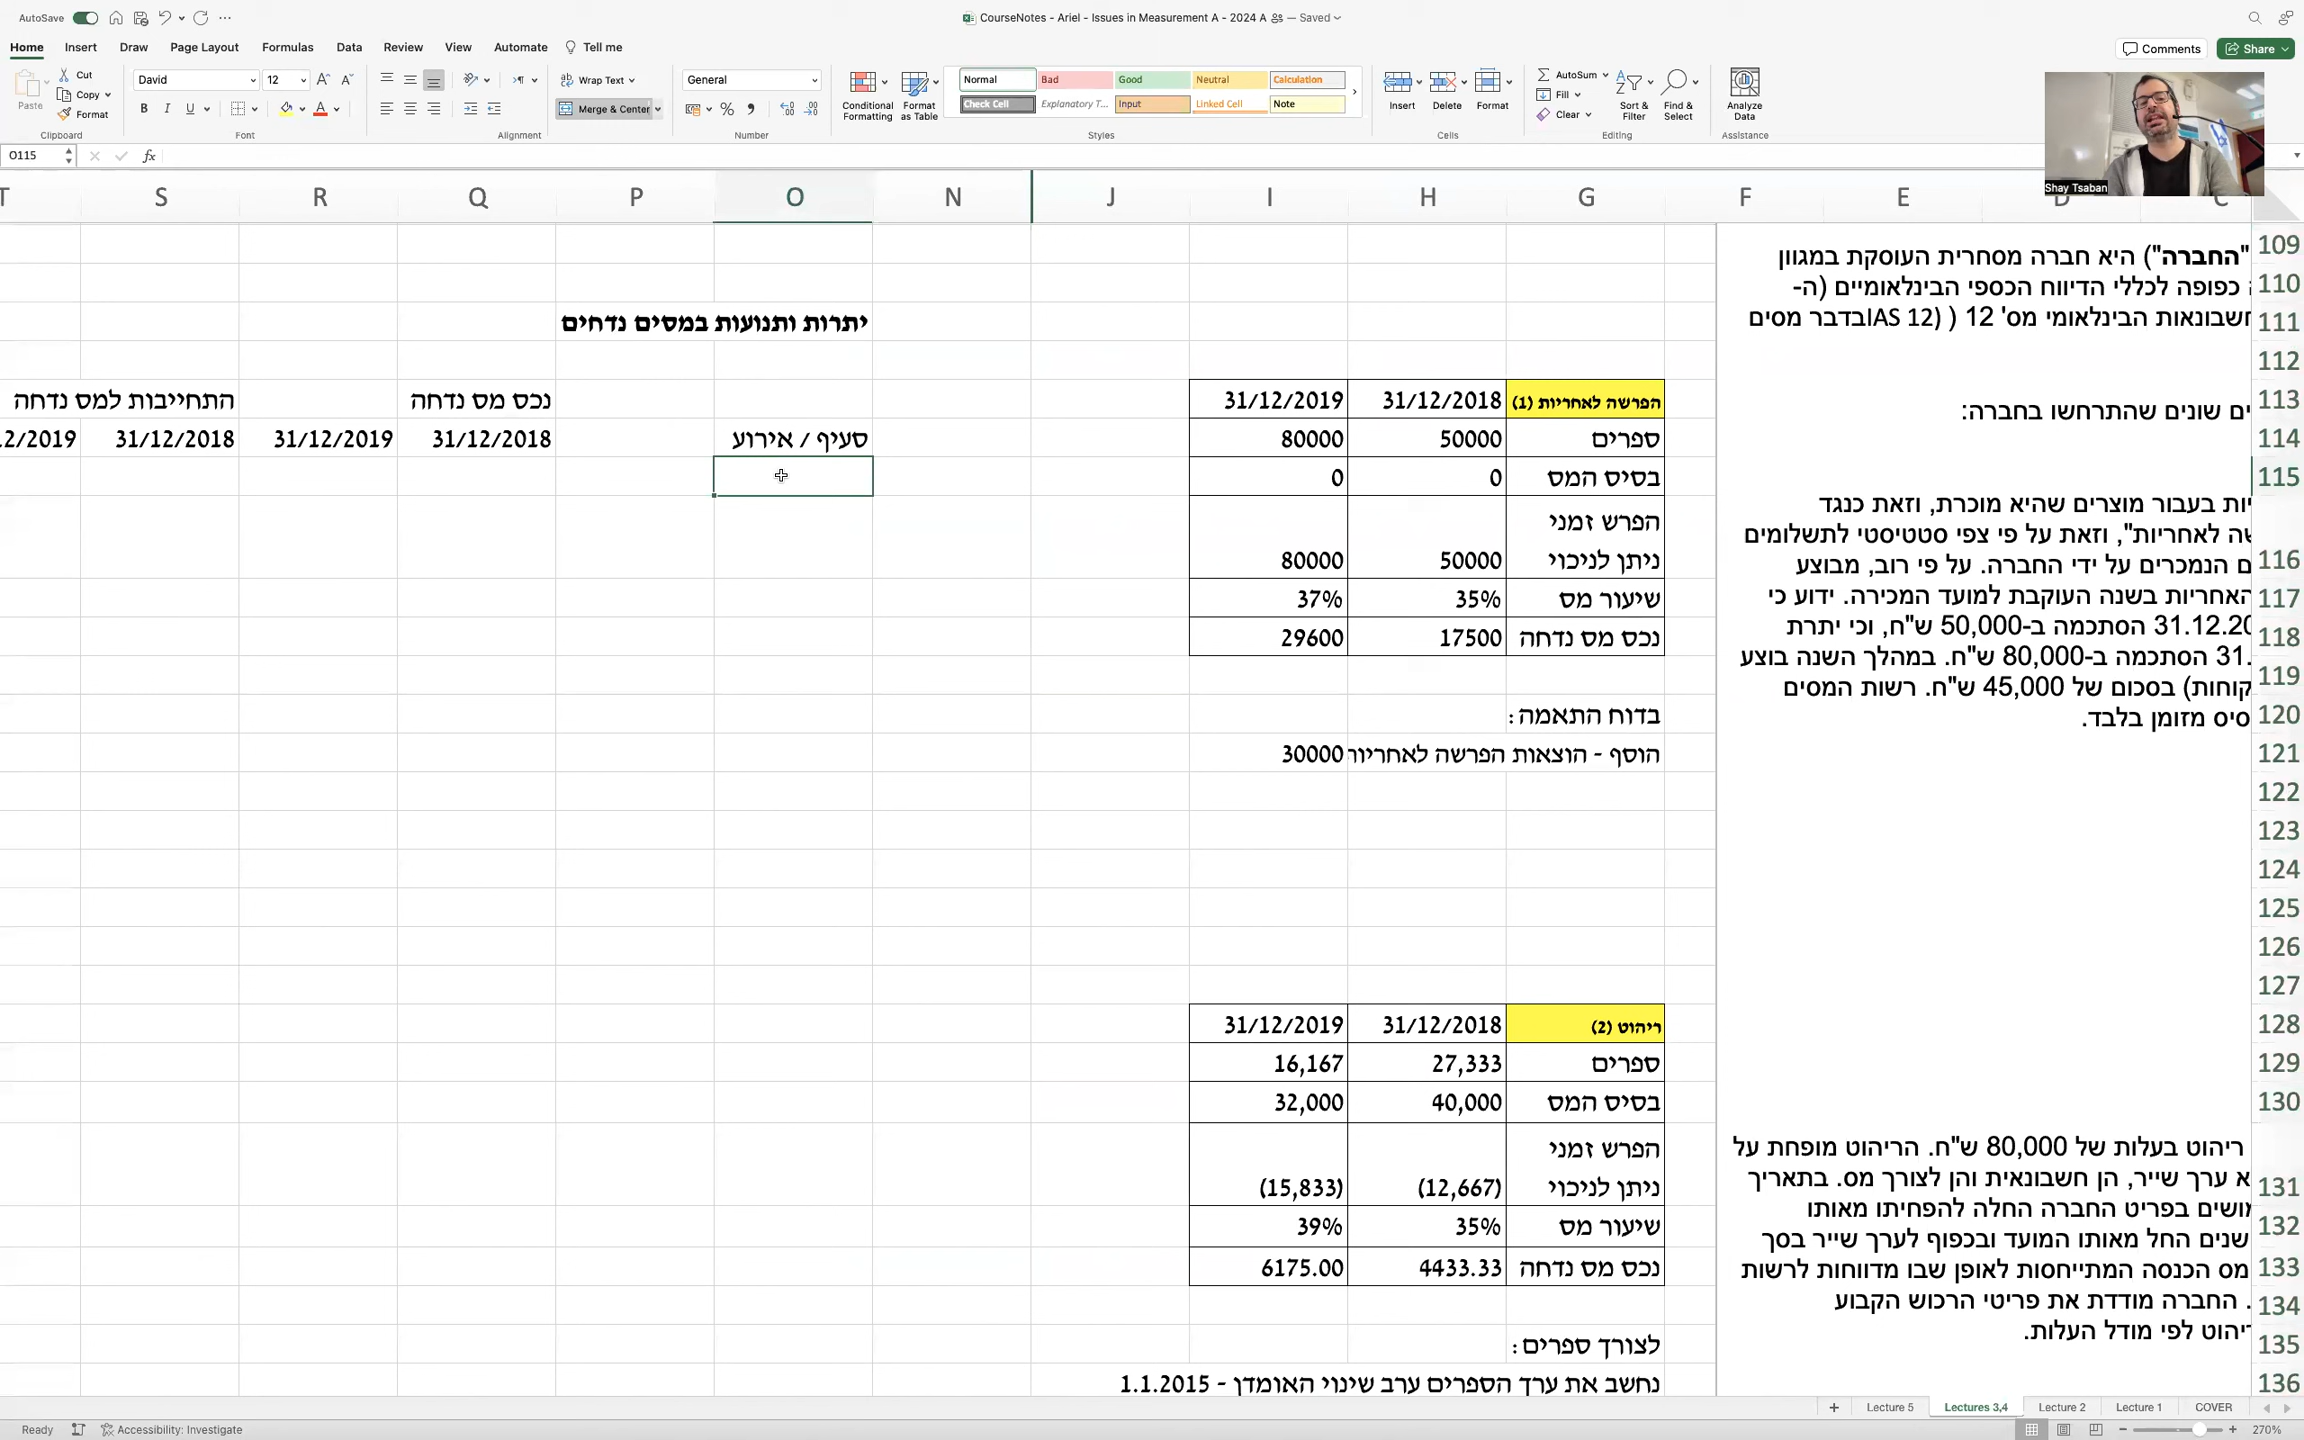 AutoSave
CourseNotes - Ariel - Issues in Measurement A - 2024 A — Saved
Home Insert Draw Page Layout Formulas Data Review View Automate Tell me
Comments Share
Paste Cut Copy Format
David 12
Wrap Text
Merge & Center
General
Conditional Formatting
Format as Table
Normal Bad Good Neutral Calculation
Check Cell Explanatory T... Input Linked Cell Note
Insert Delete Format
AutoSum Fill Clear
Sort & Filter
Find & Select
Analyze Data
Clipboard Font Alignment Number Styles Cells Editing Assistance
Shay Tsaban
O115 fx
T S R Q P O N J I H G F E D C
109 110 111 112 113 114 115 116 117 118 119 120 121 122 123 124 125 126 127 128 129 130 131 132 133 134 135 136
"החברה") היא חברה מסחרית העוסקת במגוון
כפופה לכללי הדיווח הכספי הבינלאומיים (ה-
חשבונאות הבינלאומי מס' 12 ( (IAS 12בדבר מסים
ים שונים שהתרחשו בחברה:
יות בעבור מוצרים שהיא מוכרת, וזאת כנגד
שה לאחריות", וזאת על פי צפי סטטיסטי לתשלומים
ם הנמכרים על ידי החברה. על פי רוב, מבוצע
האחריות בשנה העוקבת למועד המכירה. ידוע כי
31.12.20 הסתכמה ב-50,000 ש"ח, וכי יתרת
31. הסתכמה ב-80,000 ש"ח. במהלך השנה בוצע
קוחות) בסכום של 45,000 ש"ח. רשות המסים
סיס מזומן בלבד.
ריהוט בעלות של 80,000 ש"ח. הריהוט מופחת על
א ערך שייר, הן חשבונאית והן לצורך מס. בתאריך
מושים בפריט החברה החלה להפחיתו מאותו
שנים החל מאותו המועד ובכפוף לערך שייר בסך
מס הכנסה המתייחסות לאופן שבו מדווחות לרשות
. החברה מודדת את פריטי הרכוש הקבוע
ריהוט לפי מודל העלות.
הפרשה לאחריות (1) 31/12/2018 31/12/2019
ספרים 50000 80000
בסיס המס 0 0
הפרש זמני
ניתן לניכוי 50000 80000
שיעור מס 35% 37%
נכס מס נדחה 17500 29600
בדוח התאמה:
הוסף - הוצאות הפרשה לאחריות 30000
ריהוט (2) 31/12/2018 31/12/2019
ספרים 27,333 16,167
בסיס המס 40,000 32,000
הפרש זמני
ניתן לניכוי (12,667) (15,833)
שיעור מס 35% 39%
נכס מס נדחה 4433.33 6175.00
לצורך ספרים:
נחשב את ערך הספרים ערב שינוי האומדן - 1.1.2015
יתרות ותנועות במסים נדחים
נכס מס נדחה התחייבות למס נדחה
סעיף / אירוע 31/12/2018 31/12/2019 31/12/2018 2/2019
Lecture 5 Lectures 3,4 Lecture 2 Lecture 1 COVER
Ready Accessibility: Investigate
270%